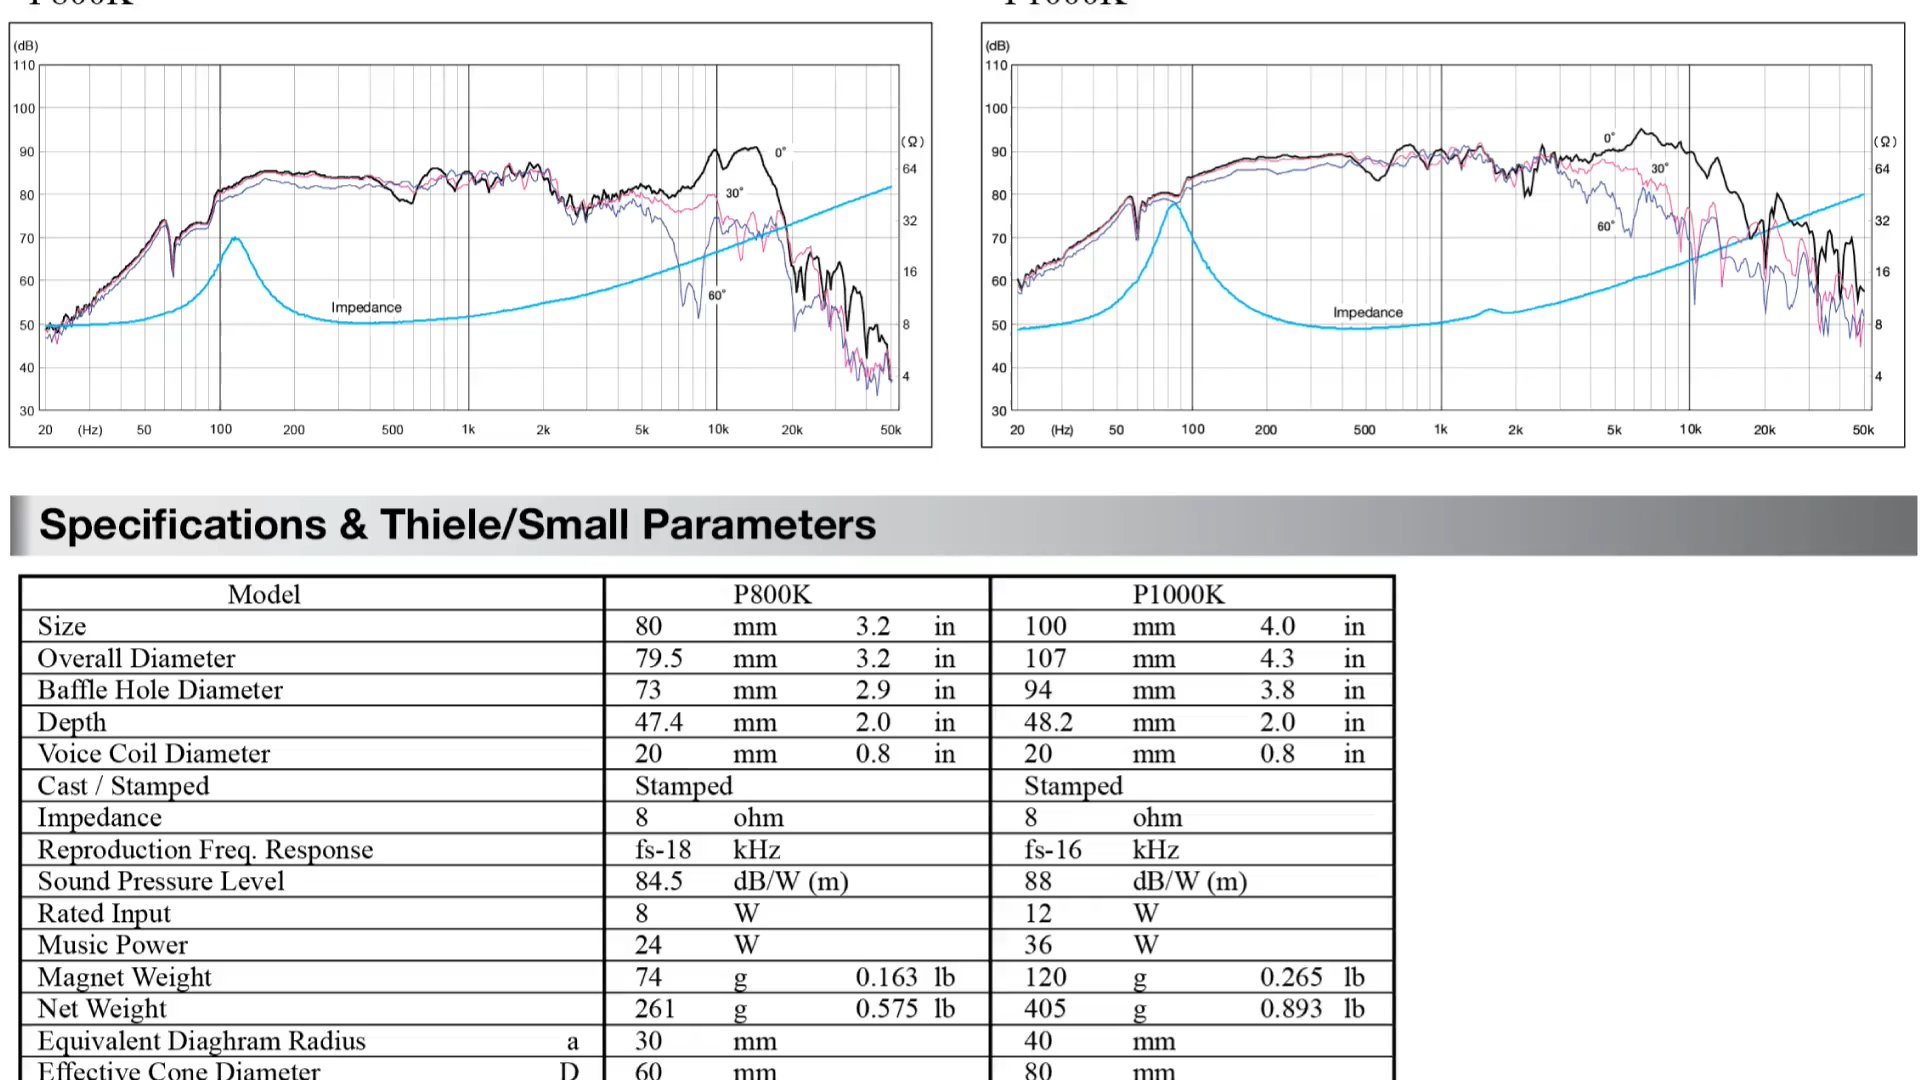 P800K
P1000K
(dB)
110
100
90
80
70
60
50
40
30
(Ω)
64
32
16
8
4
0°
30°
60°
Impedance
20 (Hz) 50 100 200 500 1k 2k 5k 10k 20k 50k
(dB)
110
100
90
80
70
60
50
40
30
(Ω)
64
32
16
8
4
0°
30°
60°
Impedance
20 (Hz) 50 100 200 500 1k 2k 5k 10k 20k 50k
Specifications & Thiele/Small Parameters
Model P800K P1000K
Size 80 mm 3.2 in 100 mm 4.0 in
Overall Diameter 79.5 mm 3.2 in 107 mm 4.3 in
Baffle Hole Diameter 73 mm 2.9 in 94 mm 3.8 in
Depth 47.4 mm 2.0 in 48.2 mm 2.0 in
Voice Coil Diameter 20 mm 0.8 in 20 mm 0.8 in
Cast / Stamped Stamped Stamped
Impedance 8 ohm 8 ohm
Reproduction Freq. Response fs-18 kHz fs-16 kHz
Sound Pressure Level 84.5 dB/W (m) 88 dB/W (m)
Rated Input 8 W 12 W
Music Power 24 W 36 W
Magnet Weight 74 g 0.163 lb 120 g 0.265 lb
Net Weight 261 g 0.575 lb 405 g 0.893 lb
Equivalent Diaghram Radius a 30 mm 40 mm
Effective Cone Diameter D 60 mm 80 mm